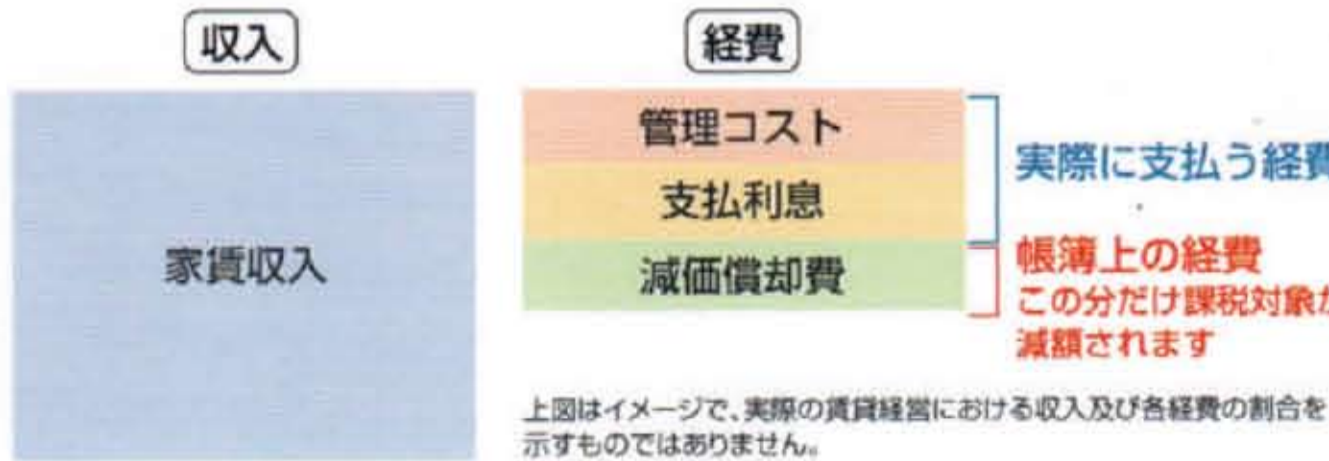 収入
経費
家賃収入
管理コスト
支払利息
減価償却費
実際に支払う経費
帳簿上の経費
この分だけ課税対象が
減額されます
上図はイメージで、実際の賃貸経営における収入及び各経費の割合を
示すものではありません。